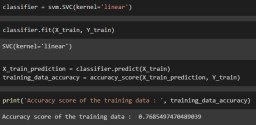 classifier = svm.SVC(kernel='linear')
classifier.fit(X_train, Y_train)
SVC(kernel='linear')
X_train_prediction = classifier.predict(X_train)
training_data_accuracy = accuracy_score(X_train_prediction, Y_train)
print('Accuracy score of the training data : ', training_data_accuracy)
Accuracy score of the training data :  0.7685497470489039